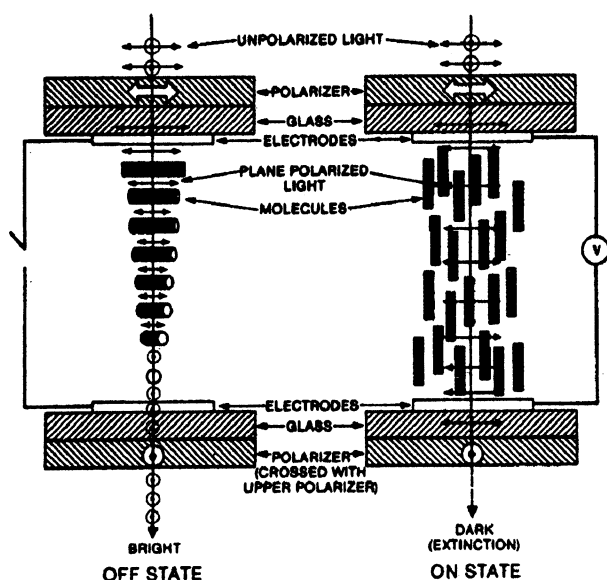 UNPOLARIZED LIGHT
POLARIZER
GLASS
ELECTRODES
PLANE POLARIZED
LIGHT
MOLECULES
V
ELECTRODES
GLASS
POLARIZER
(CROSSED WITH
UPPER POLARIZER)
BRIGHT
OFF STATE
DARK
(EXTINCTION)
ON STATE